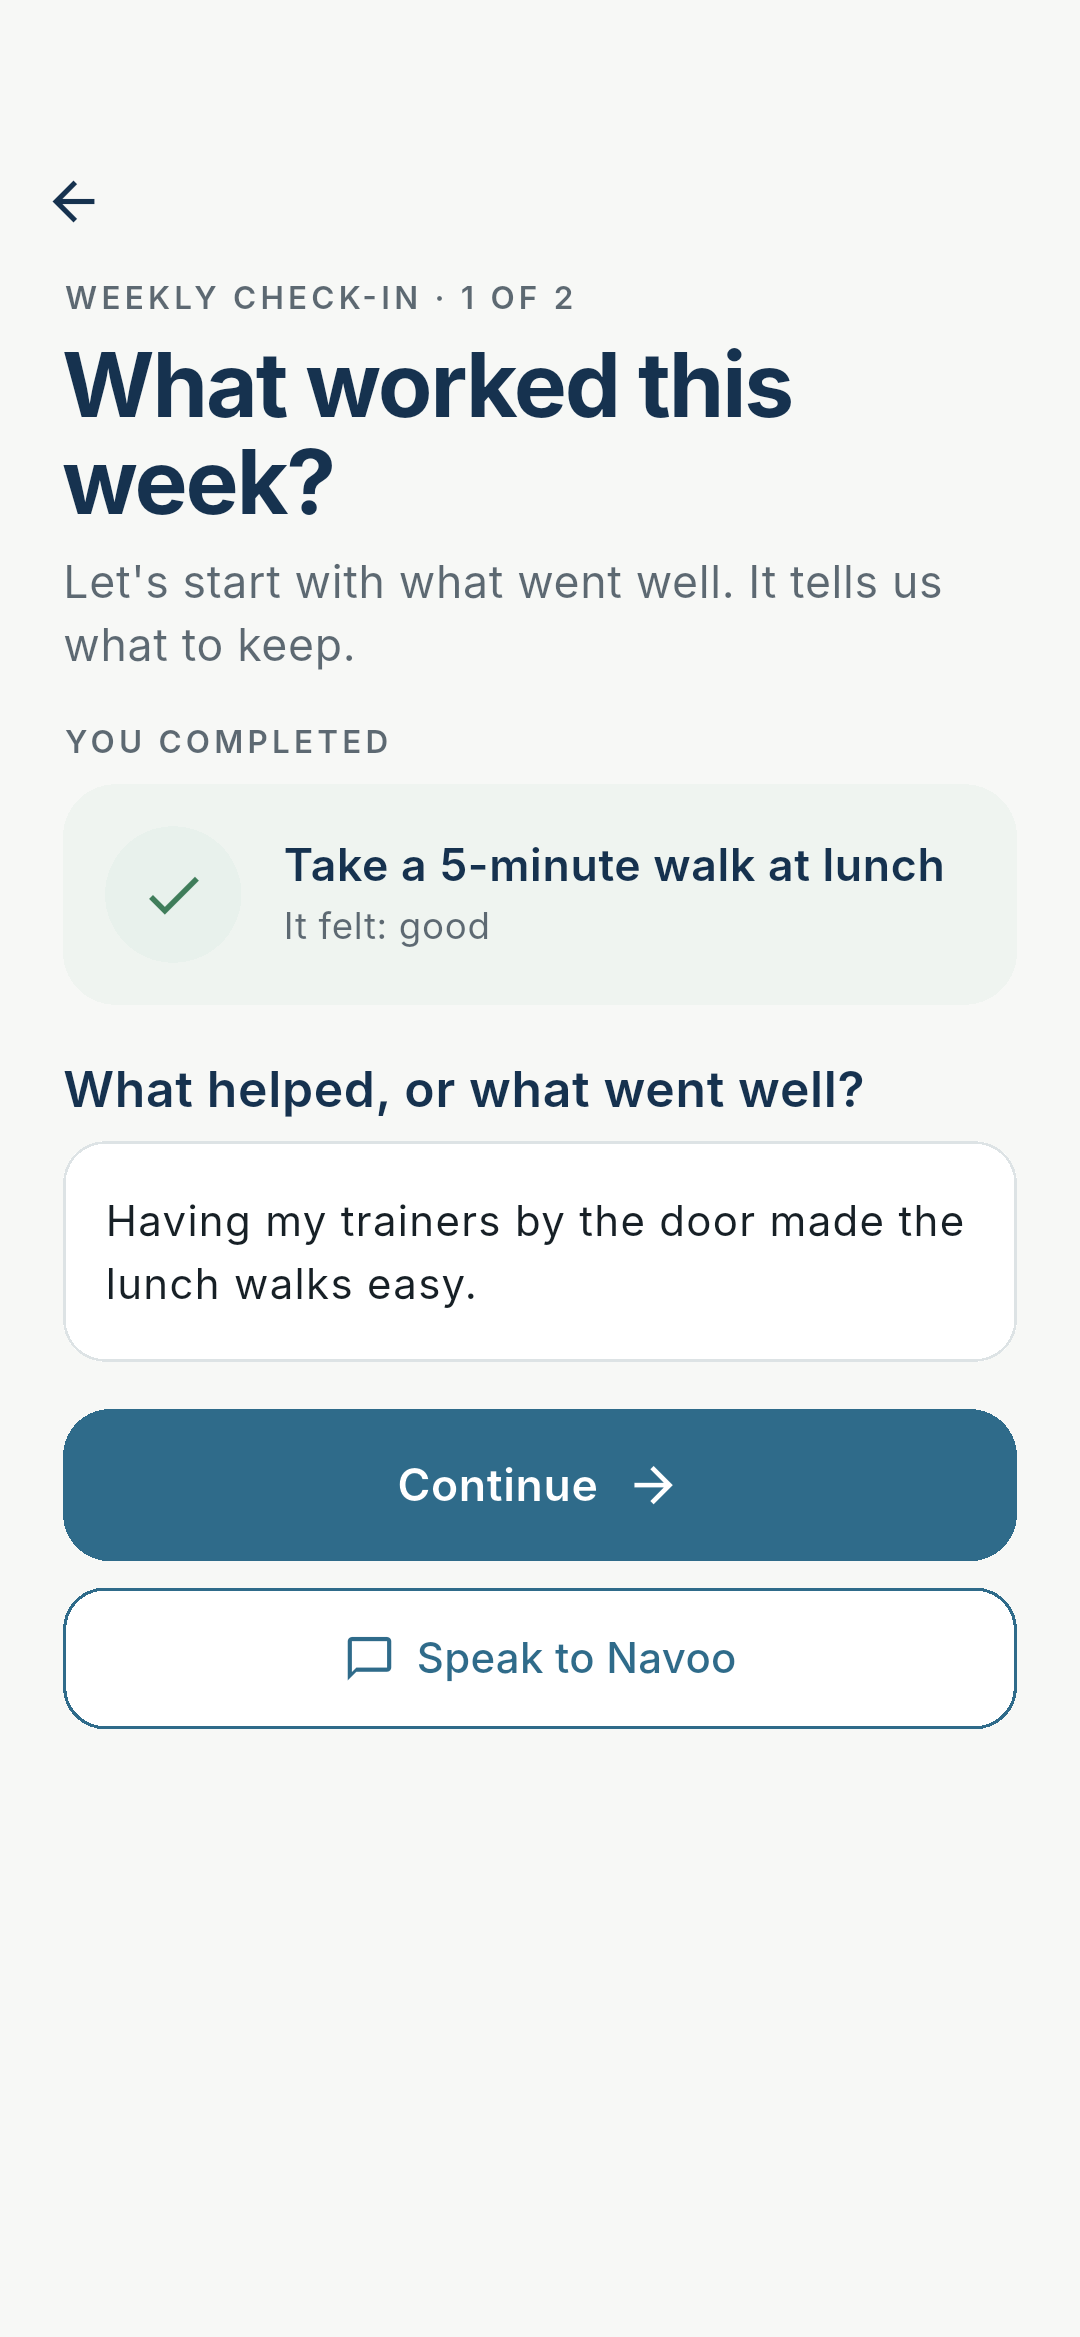 WEEKLY CHECK-IN · 1 OF 2
What worked this
week?
Let's start with what went well. It tells us
what to keep.
YOU COMPLETED
Take a 5-minute walk at lunch
It felt: good
What helped, or what went well?
Having my trainers by the door made the
lunch walks easy.
Continue
Speak to Navoo